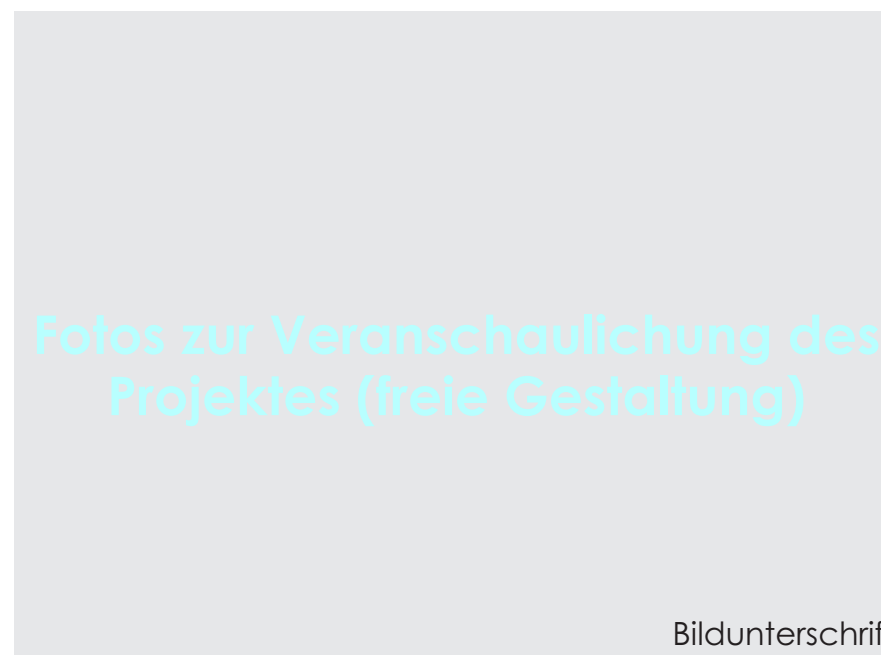 Fotos zur Veranschaulichung des
Projektes (freie Gestaltung)
Bildunterschrif